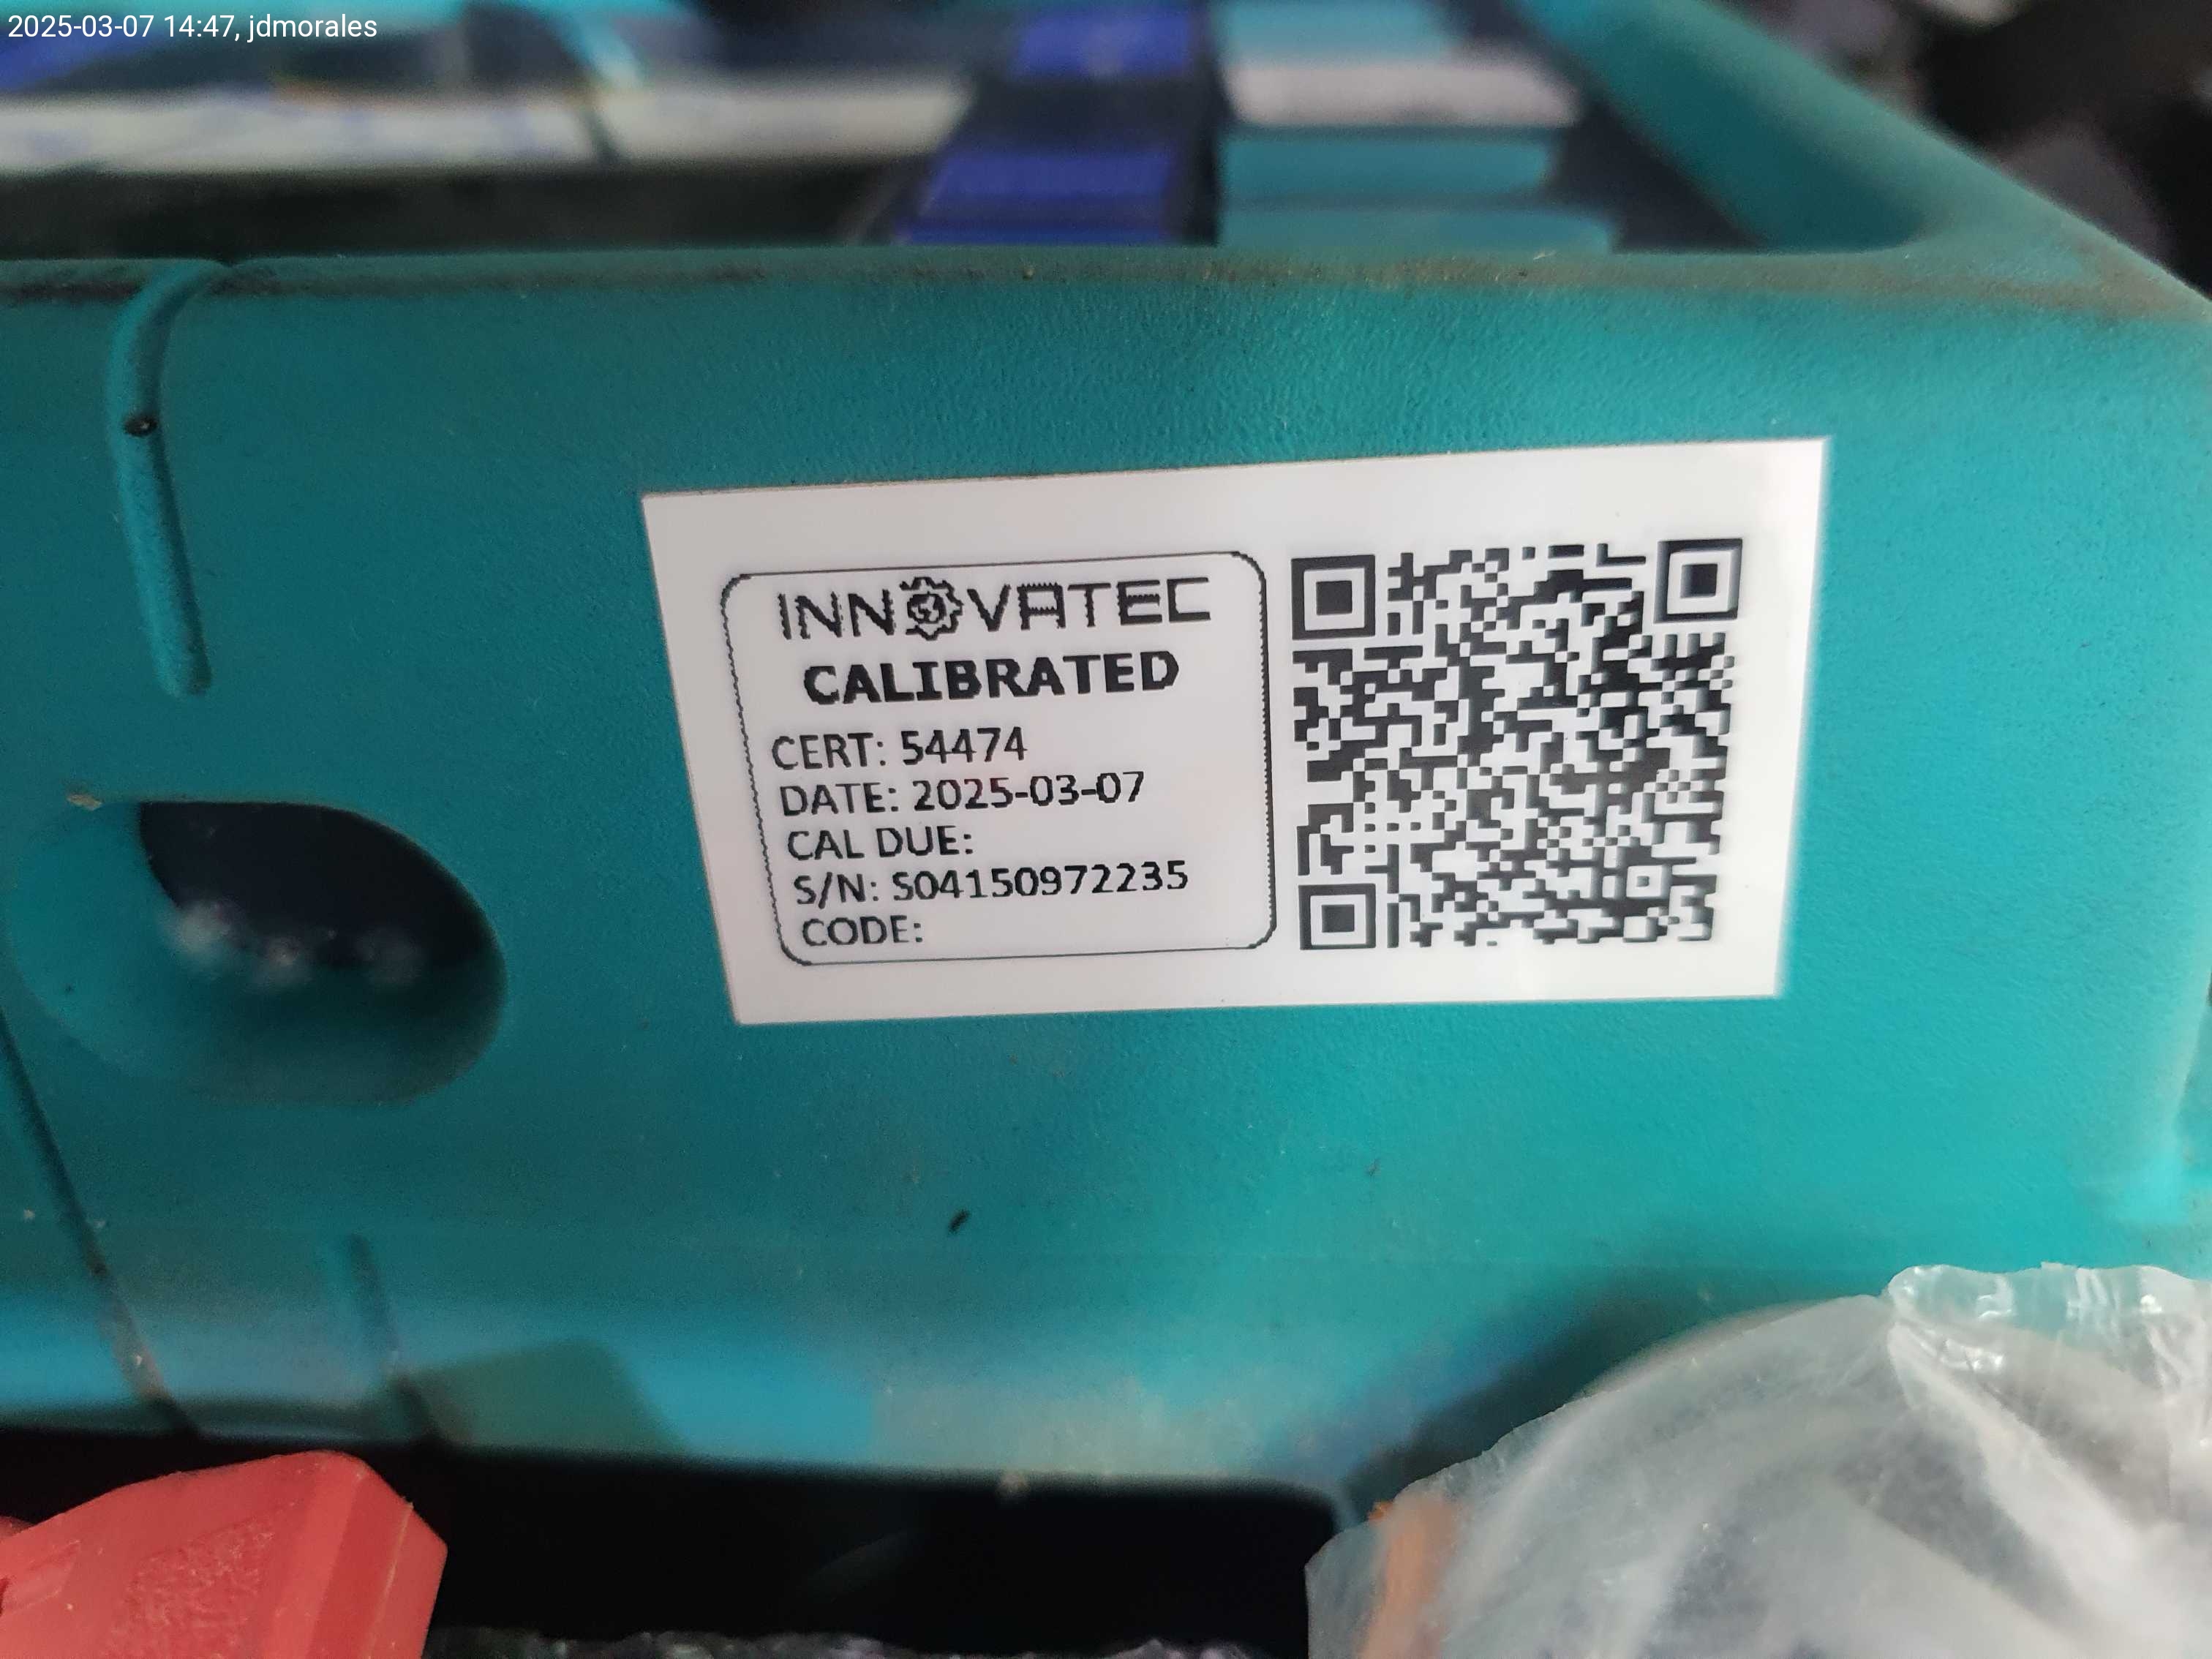 2025-03-07 14:47, jdmorales
INNOVATEC
CALIBRATED
CERT: 54474
DATE: 2025-03-07
CAL DUE:
S/N: S04150972235
CODE: